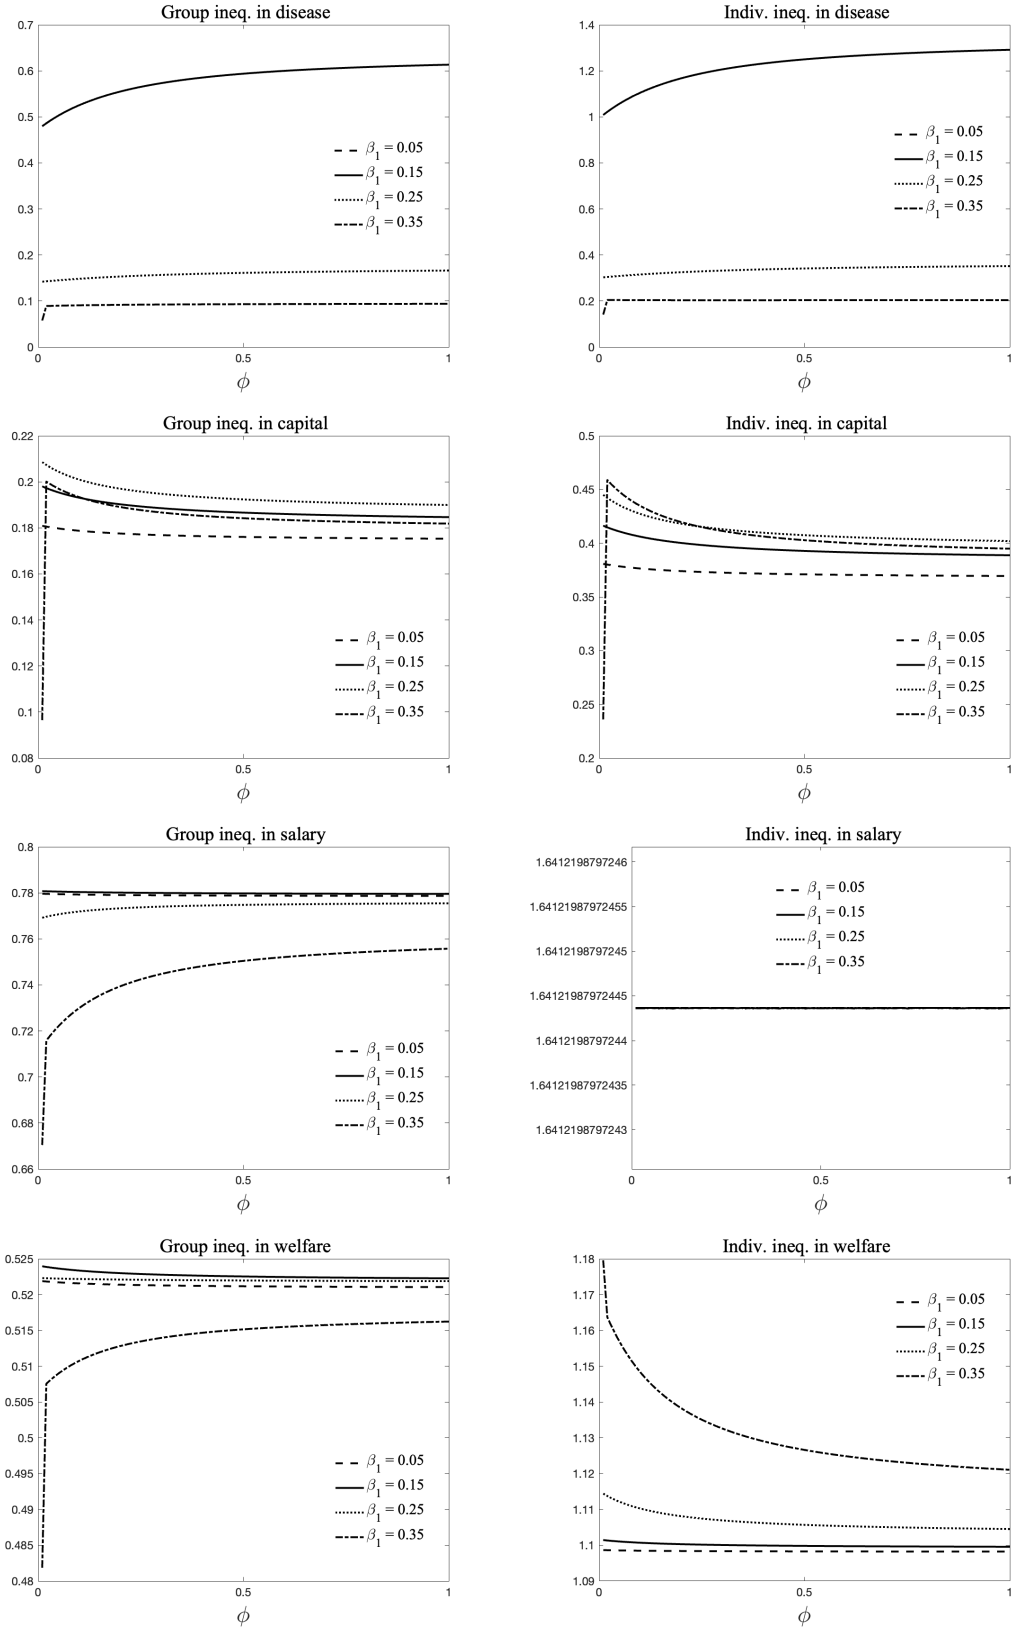 Group ineq. in disease
0.7
0.6
0.5
0.4
0.3
0.2
0.1
0
β1 = 0.05
β1 = 0.15
β1 = 0.25
β1 = 0.35
0 0.5 1
ϕ
Indiv. ineq. in disease
1.4
1.2
1
0.8
0.6
0.4
0.2
0
β1 = 0.05
β1 = 0.15
β1 = 0.25
β1 = 0.35
0 0.5 1
ϕ
Group ineq. in capital
0.22
0.2
0.18
0.16
0.14
0.12
0.1
0.08
β1 = 0.05
β1 = 0.15
β1 = 0.25
β1 = 0.35
0 0.5 1
ϕ
Indiv. ineq. in capital
0.5
0.45
0.4
0.35
0.3
0.25
0.2
β1 = 0.05
β1 = 0.15
β1 = 0.25
β1 = 0.35
0 0.5 1
ϕ
Group ineq. in salary
0.8
0.78
0.76
0.74
0.72
0.7
0.68
0.66
β1 = 0.05
β1 = 0.15
β1 = 0.25
β1 = 0.35
0 0.5 1
ϕ
Indiv. ineq. in salary
1.6412198797246
1.64121987972455
1.6412198797245
1.64121987972445
1.6412198797244
1.64121987972435
1.6412198797243
β1 = 0.05
β1 = 0.15
β1 = 0.25
β1 = 0.35
0 0.5 1
ϕ
Group ineq. in welfare
0.525
0.52
0.515
0.51
0.505
0.5
0.495
0.49
0.485
0.48
β1 = 0.05
β1 = 0.15
β1 = 0.25
β1 = 0.35
0 0.5 1
ϕ
Indiv. ineq. in welfare
1.18
1.17
1.16
1.15
1.14
1.13
1.12
1.11
1.1
1.09
β1 = 0.05
β1 = 0.15
β1 = 0.25
β1 = 0.35
0 0.5 1
ϕ